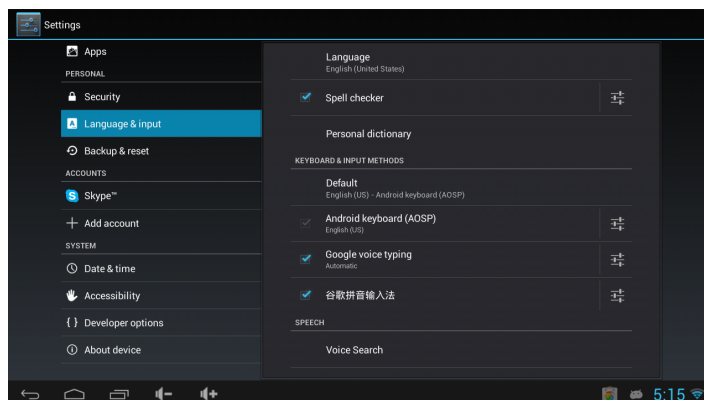 Settings
Apps
PERSONAL
Security
Language & input
Backup & reset
ACCOUNTS
Skype™
Add account
SYSTEM
Date & time
Accessibility
{ } Developer options
About device
Language
English (United States)
Spell checker
Personal dictionary
KEYBOARD & INPUT METHODS
Default
English (US) - Android keyboard (AOSP)
Android keyboard (AOSP)
English (US)
Google voice typing
Automatic
谷歌拼音输入法
SPEECH
Voice Search
5:15